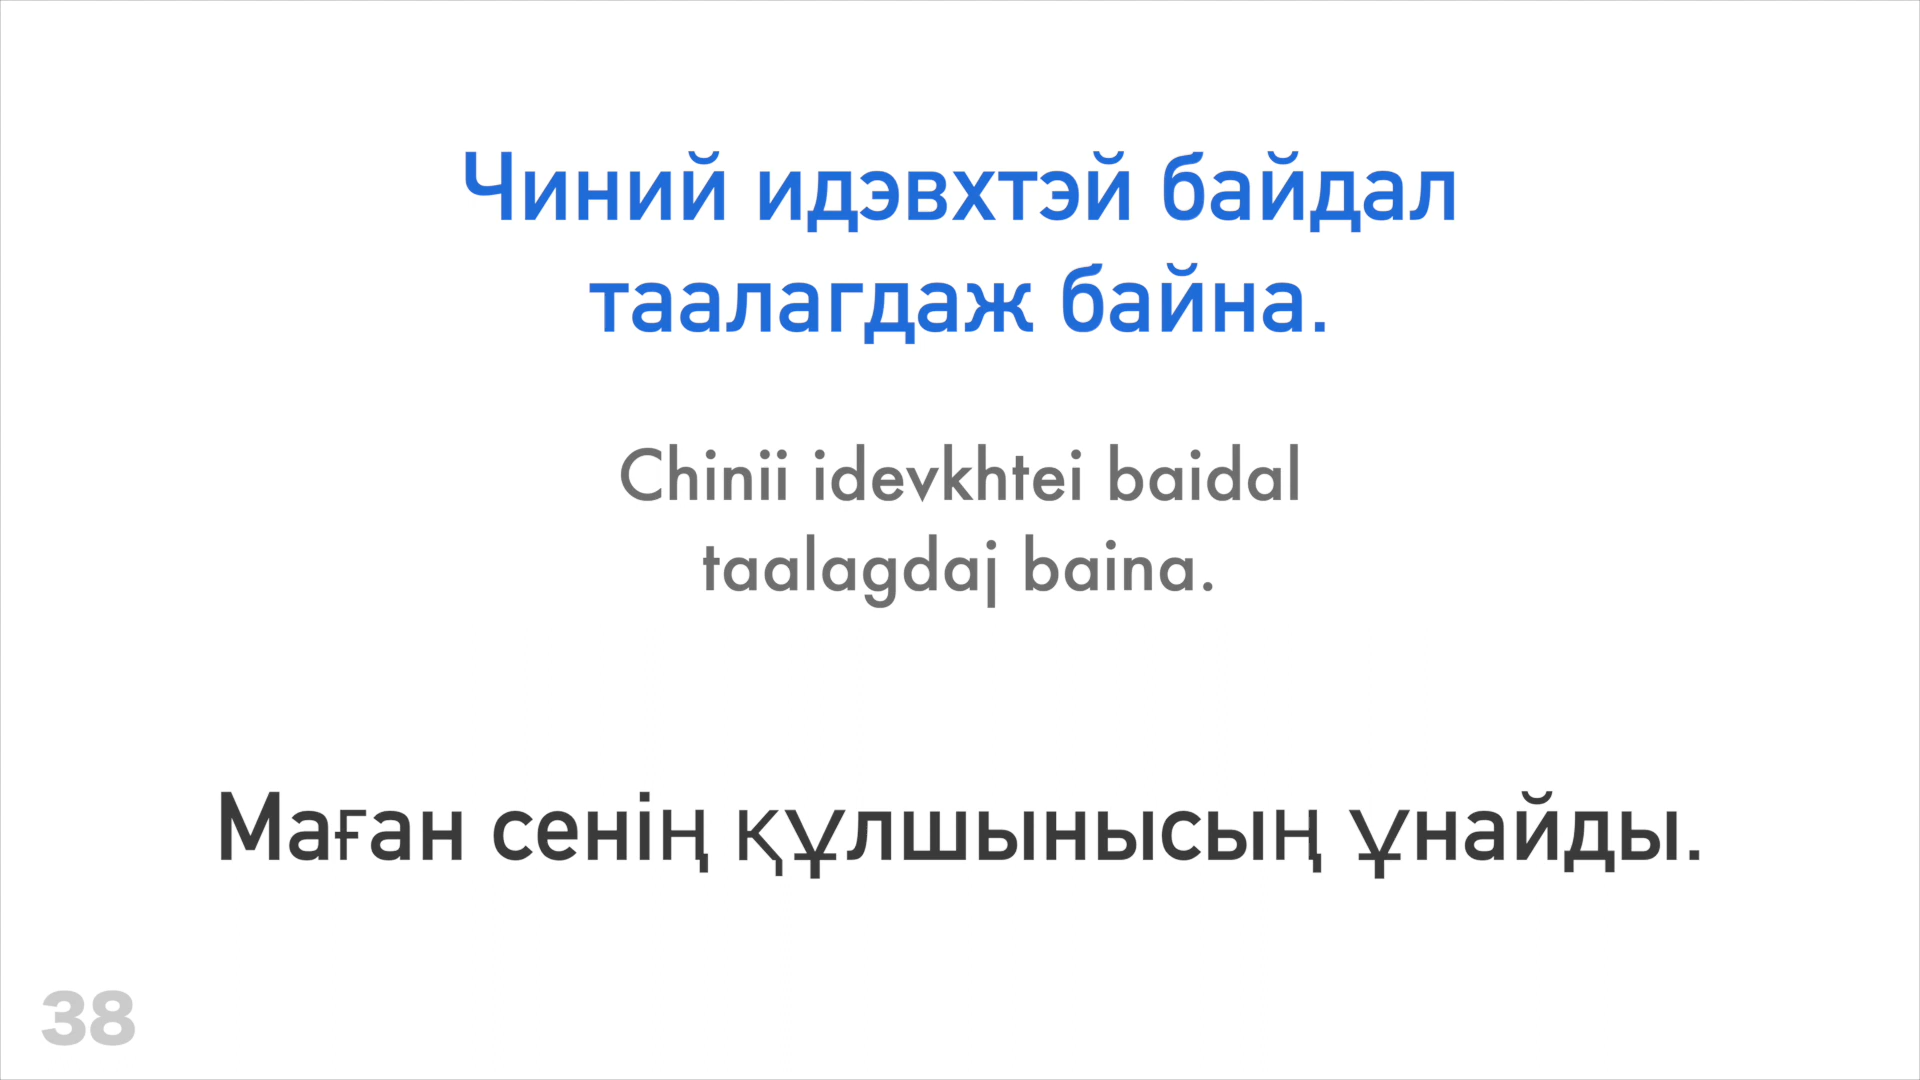 Чиний идэвхтэй байдал
таалагдаж байна.
Chinii idevkhtei baidal
taalagdaj baina.
Маған сенің құлшынысың ұнайды.
38